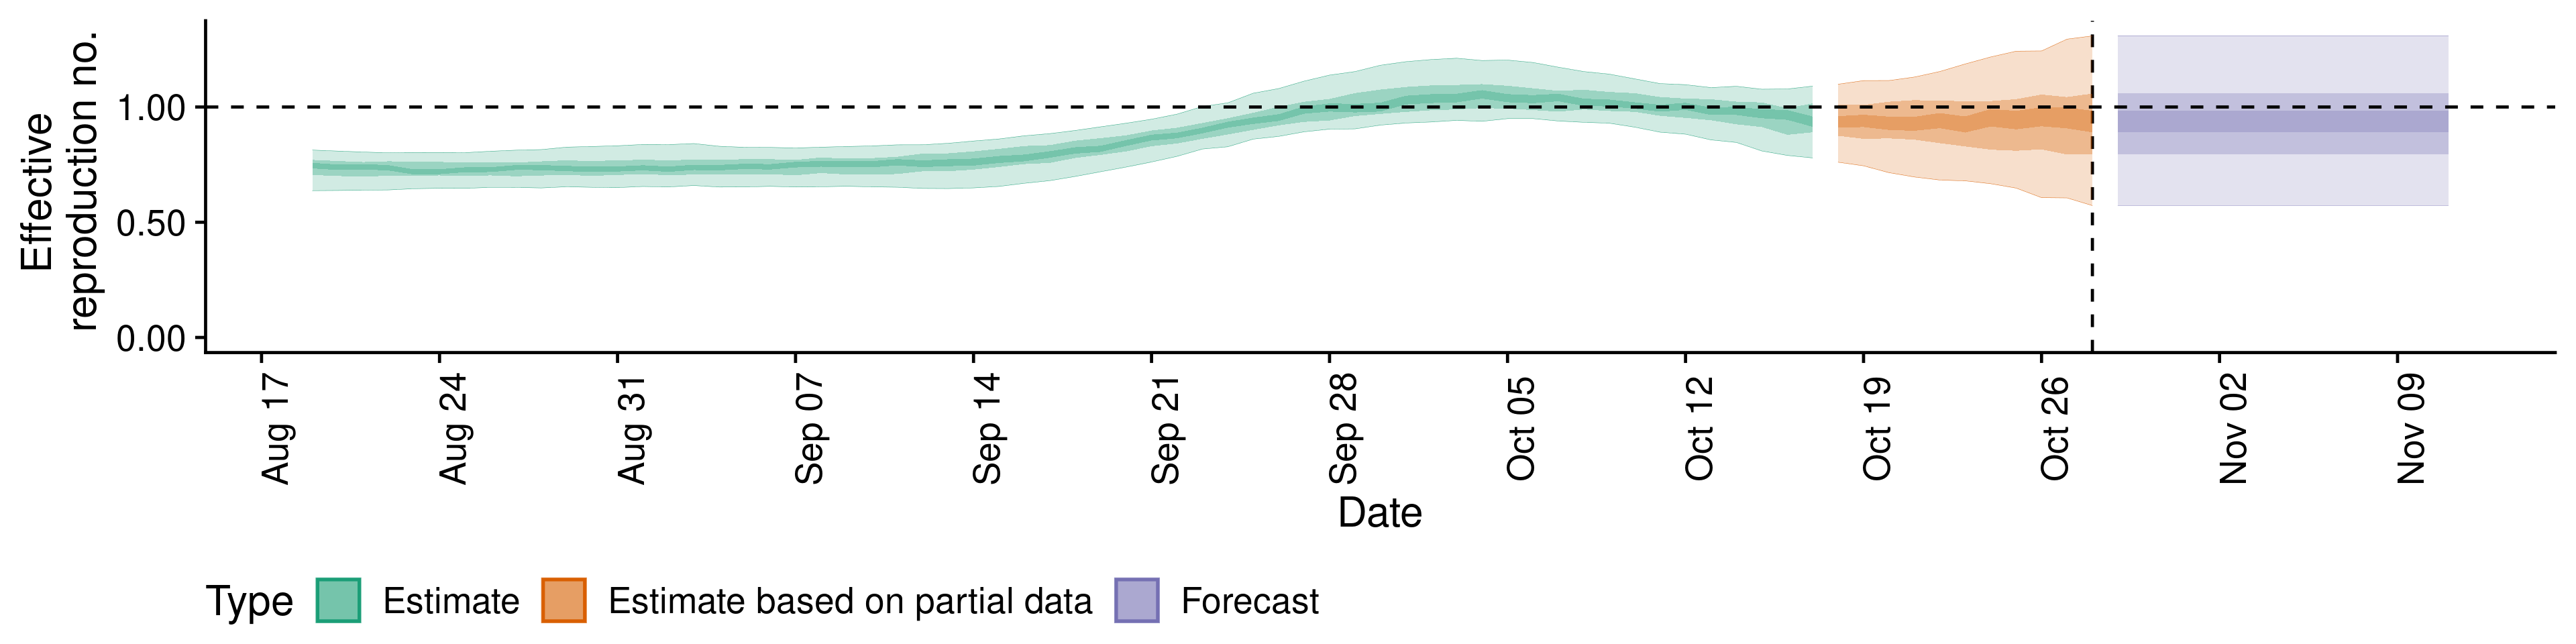 Effective
reproduction no.
1.00
0.50
0.00
Aug 17
Aug 24
Aug 31
Sep 07
Sep 14
Sep 21
Sep 28
Oct 05
Oct 12
Oct 19
Oct 26
Nov 02
Nov 09
Date
Type
Estimate
Estimate based on partial data
Forecast